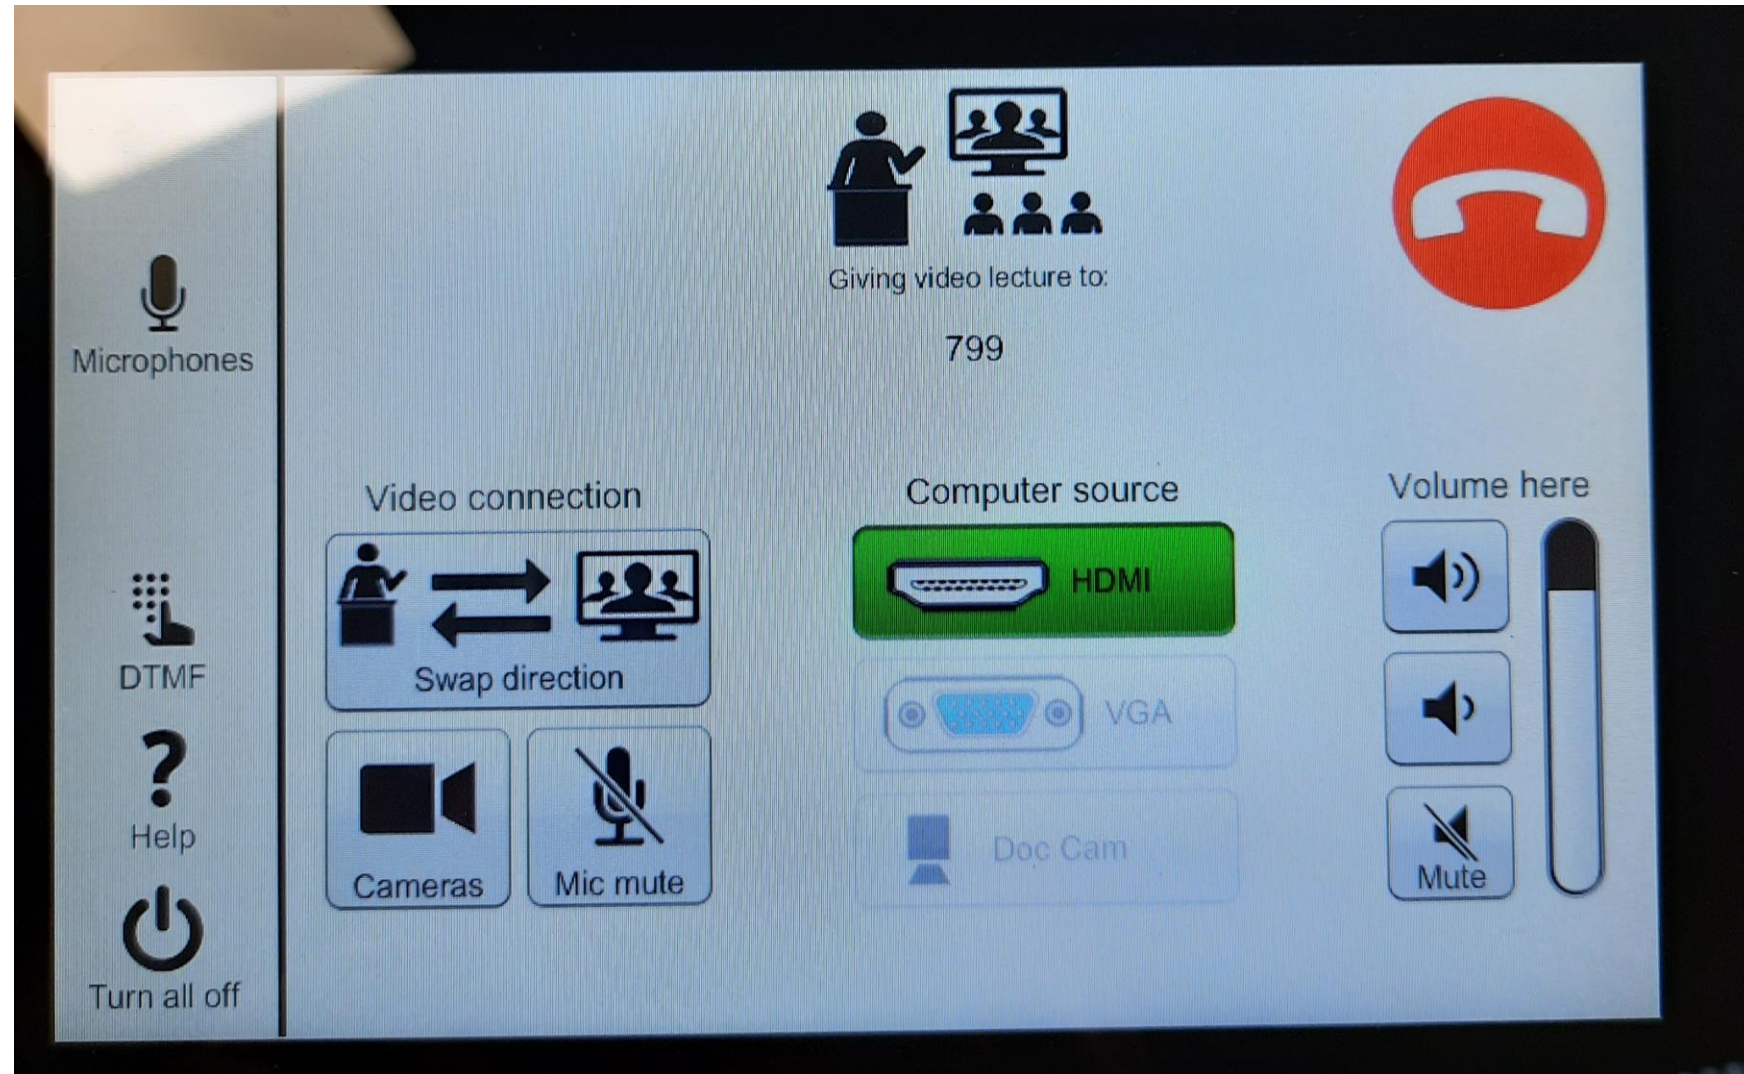 Giving video lecture to:
799
Microphones
DTMF
?
Help
Turn all off
Video connection
Swap direction
Cameras
Mic mute
Computer source
HDMI
VGA
Doc Cam
Volume here
Mute